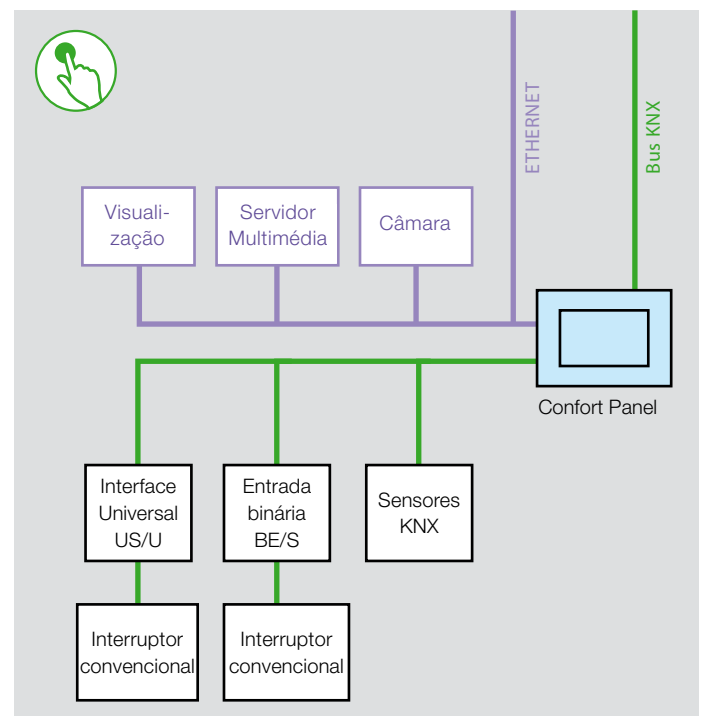 ETHERNET
Bus KNX
Visuali-
zação
Servidor
Multimédia
Câmara
Confort Panel
Interface
Universal
US/U
Entrada
binária
BE/S
Sensores
KNX
Interruptor
convencional
Interruptor
convencional